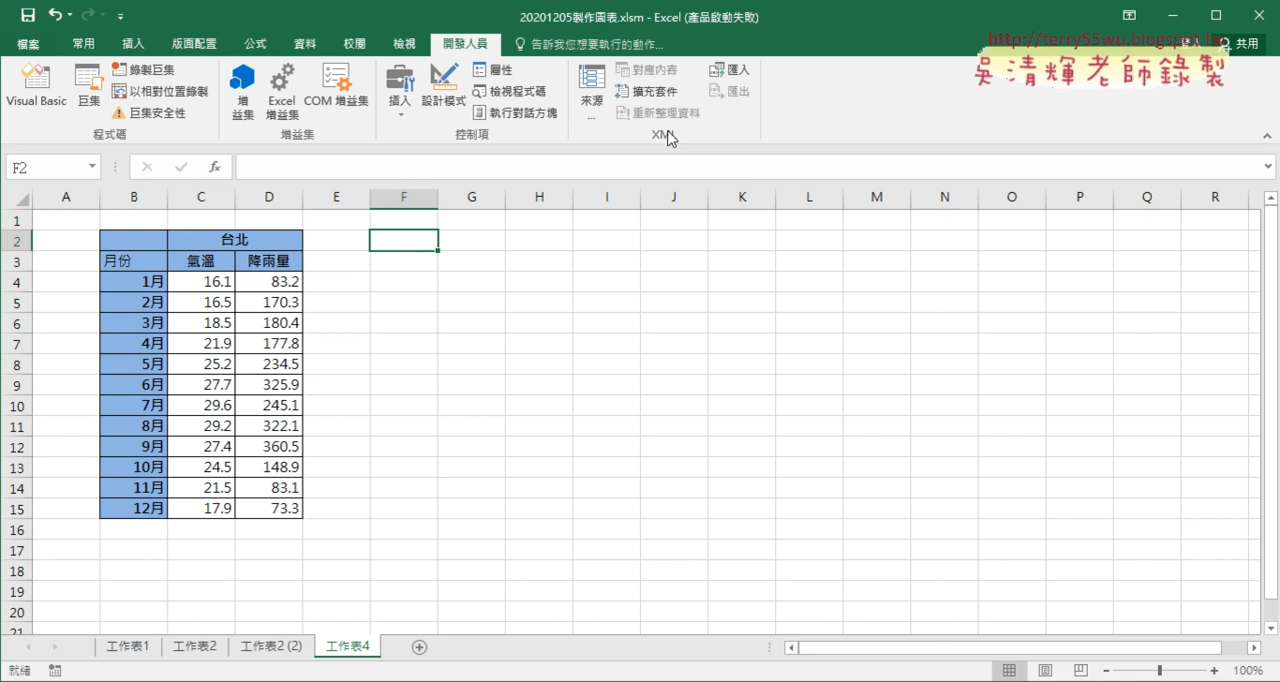 20201205製作圖表.xlsm - Excel (產品啟動失敗)
http://terry55wu.blogspot.tw
吳清輝老師錄製
檔案 常用 插入 版面配置 公式 資料 校閱 檢視 開發人員 告訴我您想要執行的動作... 登入 共用
Visual Basic 巨集 錄製巨集 以相對位置錄製 巨集安全性
程式碼
增益集 Excel 增益集 COM 增益集
增益集
插入 設計模式 屬性 檢視程式碼 執行對話方塊
控制項
來源... 對應內容 擴充套件 重新整理資料 匯入 匯出
XML
F2 fx
A B C D E F G H I J K L M N O P Q R
1
2 台北
3 月份 氣溫 降雨量
4 1月 16.1 83.2
5 2月 16.5 170.3
6 3月 18.5 180.4
7 4月 21.9 177.8
8 5月 25.2 234.5
9 6月 27.7 325.9
10 7月 29.6 245.1
11 8月 29.2 322.1
12 9月 27.4 360.5
13 10月 24.5 148.9
14 11月 21.5 83.1
15 12月 17.9 73.3
16
17
18
19
20
21
工作表1 工作表2 工作表2 (2) 工作表4
就緒 100%